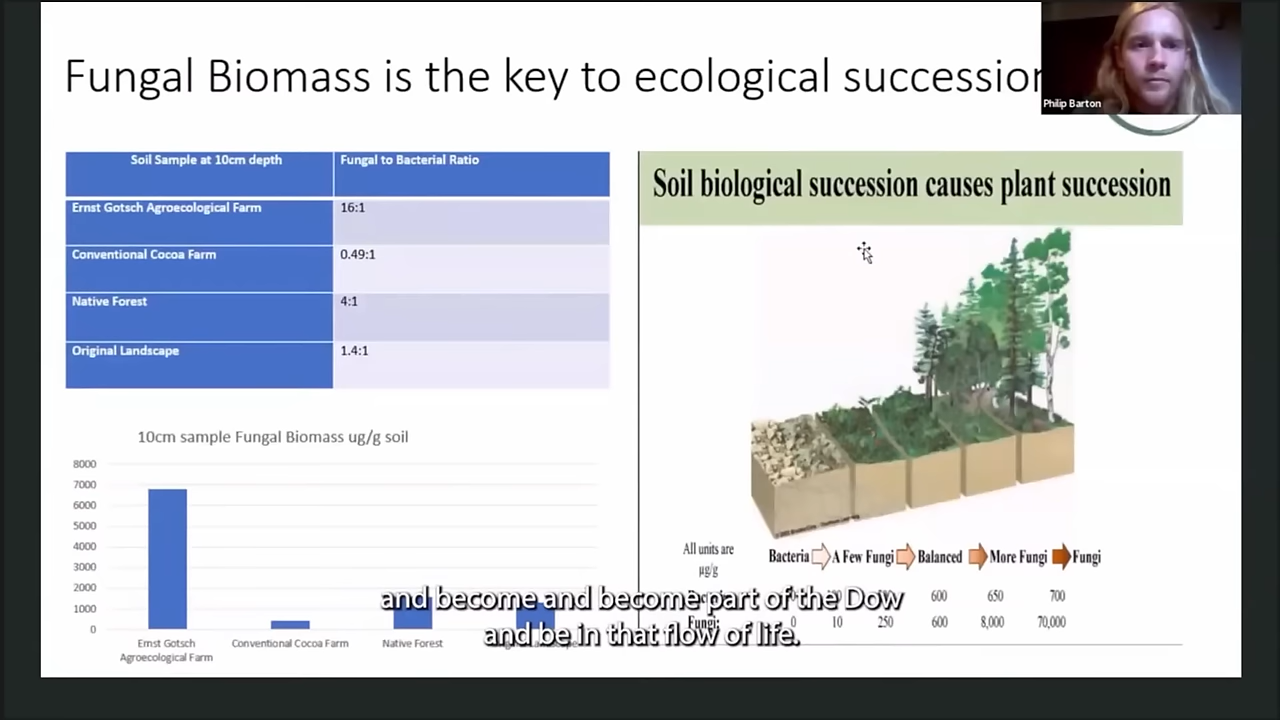 Fungal Biomass is the key to ecological succession
Philip Barton
Soil Sample at 10cm depth Fungal to Bacterial Ratio
Ernst Gotsch Agroecological Farm 16:1
Conventional Cocoa Farm 0.49:1
Native Forest 4:1
Original Landscape 1.4:1
10cm sample Fungal Biomass ug/g soil
8000
7000
6000
5000
4000
3000
2000
1000
0
Ernst Gotsch
Agroecological Farm
Conventional Cocoa Farm
Native Forest
Soil biological succession causes plant succession
All units are
µg/g
Bacteria A Few Fungi Balanced More Fungi Fungi
600 650 700
Fungi: 0 10 250 600 8,000 70,000
and become and become part of the Dow
and be in that flow of life.